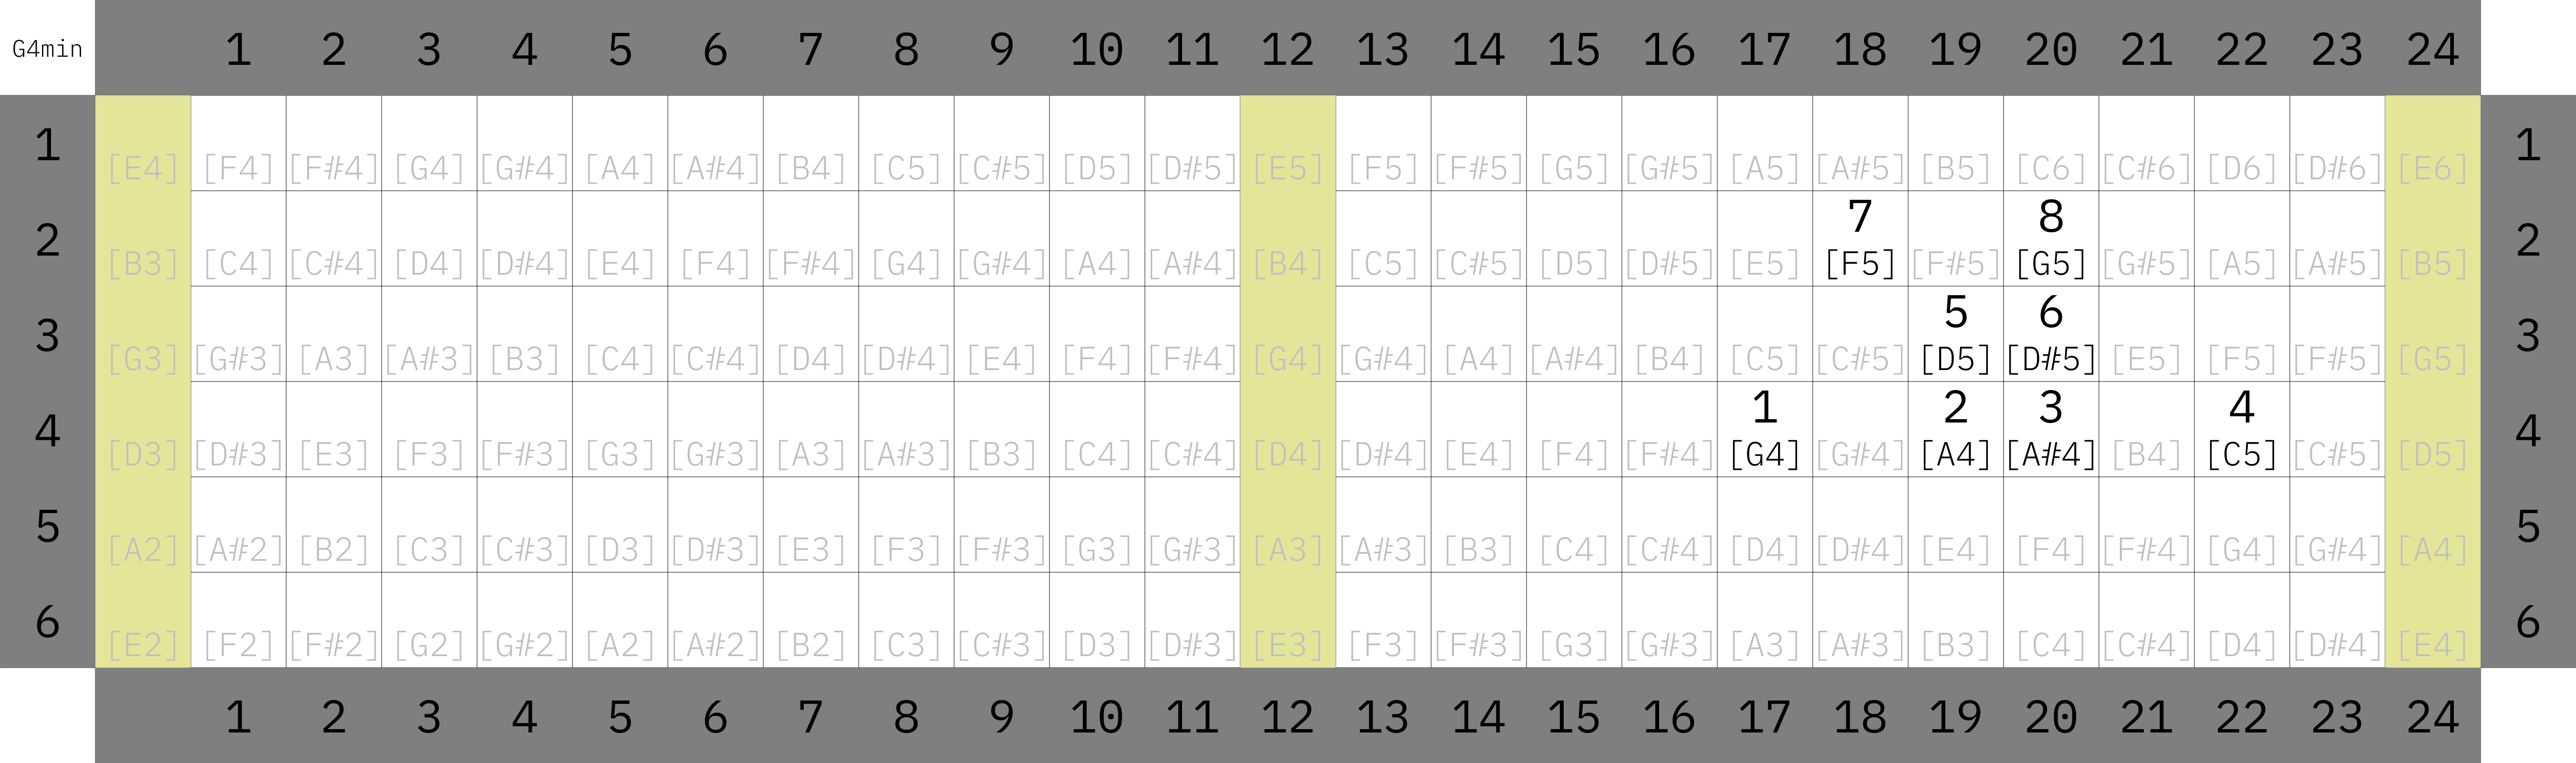 G4min 1 2 3 4 5 6 7 8 9 10 11 12 13 14 15 16 17 18 19 20 21 22 23 24
1 [E4] [F4] [F#4] [G4] [G#4] [A4] [A#4] [B4] [C5] [C#5] [D5] [D#5] [E5] [F5] [F#5] [G5] [G#5] [A5] [A#5] [B5] [C6] [C#6] [D6] [D#6] [E6] 1
7 8
2 [B3] [C4] [C#4] [D4] [D#4] [E4] [F4] [F#4] [G4] [G#4] [A4] [A#4] [B4] [C5] [C#5] [D5] [D#5] [E5] [F5] [F#5] [G5] [G#5] [A5] [A#5] [B5] 2
5 6
3 [G3] [G#3] [A3] [A#3] [B3] [C4] [C#4] [D4] [D#4] [E4] [F4] [F#4] [G4] [G#4] [A4] [A#4] [B4] [C5] [C#5] [D5] [D#5] [E5] [F5] [F#5] [G5] 3
1 2 3 4
4 [D3] [D#3] [E3] [F3] [F#3] [G3] [G#3] [A3] [A#3] [B3] [C4] [C#4] [D4] [D#4] [E4] [F4] [F#4] [G4] [G#4] [A4] [A#4] [B4] [C5] [C#5] [D5] 4
5 [A2] [A#2] [B2] [C3] [C#3] [D3] [D#3] [E3] [F3] [F#3] [G3] [G#3] [A3] [A#3] [B3] [C4] [C#4] [D4] [D#4] [E4] [F4] [F#4] [G4] [G#4] [A4] 5
6 [E2] [F2] [F#2] [G2] [G#2] [A2] [A#2] [B2] [C3] [C#3] [D3] [D#3] [E3] [F3] [F#3] [G3] [G#3] [A3] [A#3] [B3] [C4] [C#4] [D4] [D#4] [E4] 6
1 2 3 4 5 6 7 8 9 10 11 12 13 14 15 16 17 18 19 20 21 22 23 24